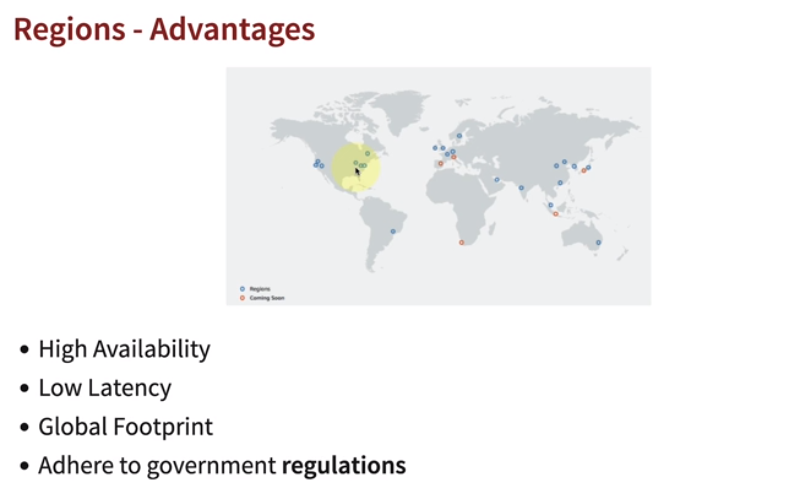 Regions - Advantages
Regions
Coming Soon
High Availability
Low Latency
Global Footprint
Adhere to government regulations